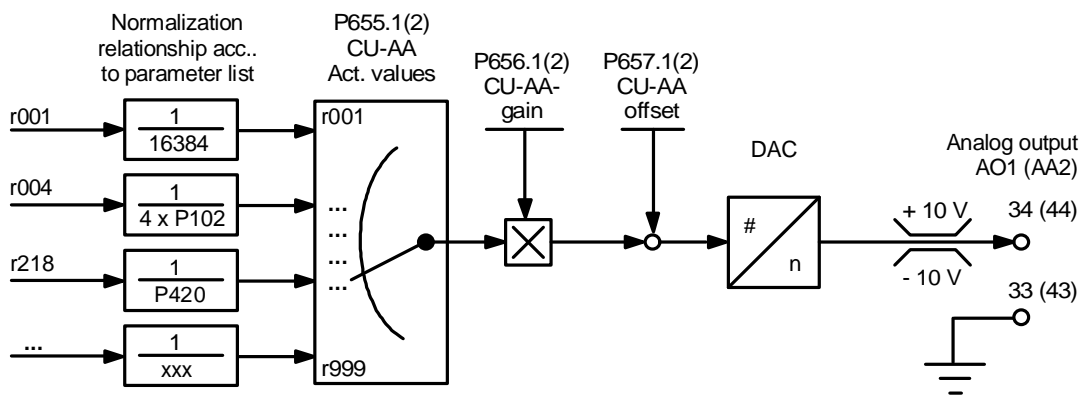 Normalization
relationship acc..
to parameter list
P655.1(2)
CU-AA
Act. values
P656.1(2)
CU-AA-
gain
P657.1(2)
CU-AA
offset
DAC
Analog output
AO1 (AA2)
r001
1
16384
r001
r004
1
4 x P102
...
...
...
...
r218
1
P420
...
1
xxx
r999
#
n
+ 10 V
- 10 V
34 (44)
33 (43)